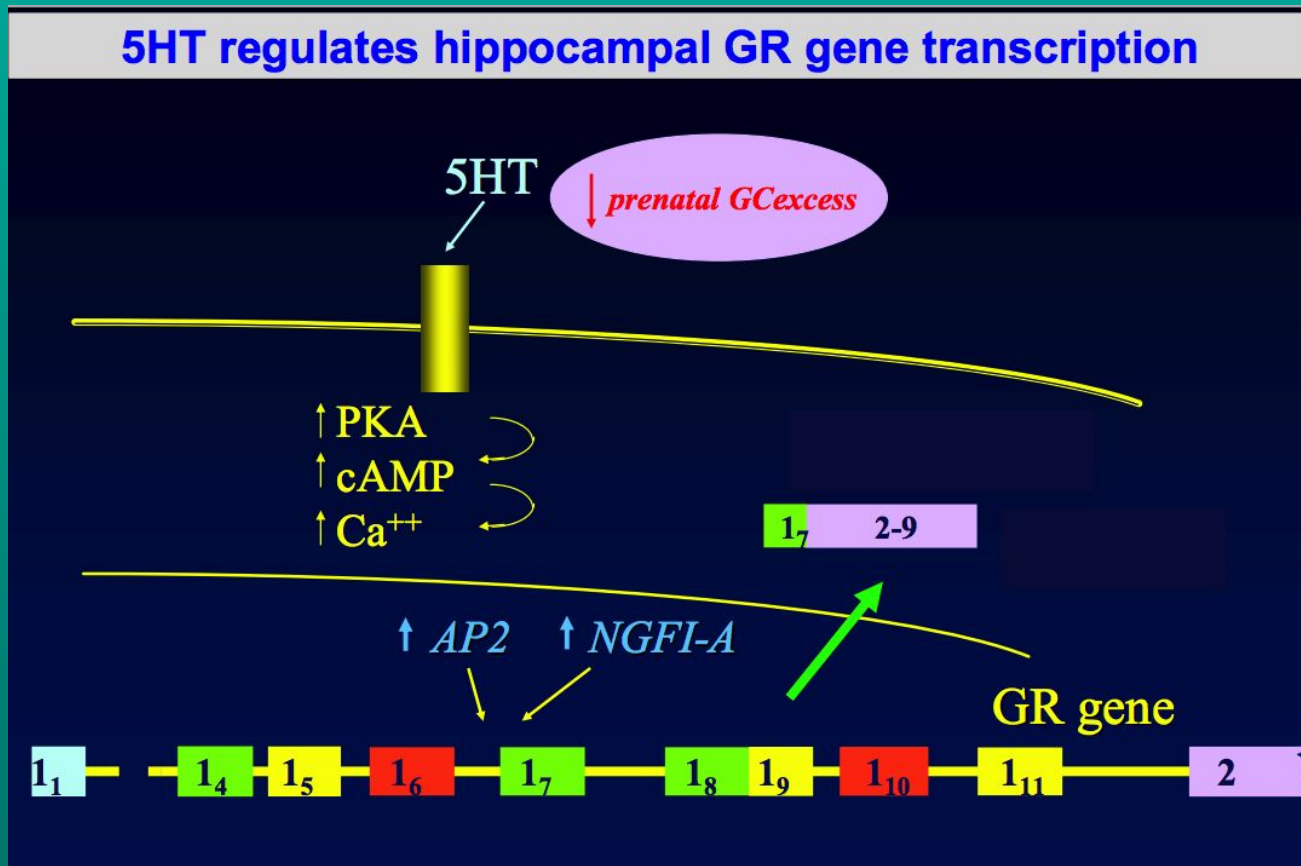 5HT regulates hippocampal GR gene transcription
5HT
↓ prenatal GCexcess
↑ PKA
↑ cAMP
↑ Ca⁺⁺
1₇ 2-9
↑ AP2 ↑ NGFI-A
GR gene
1₁ 1₄ 1₅ 1₆ 1₇ 1₈ 1₉ 1₁₀ 1₁₁ 2